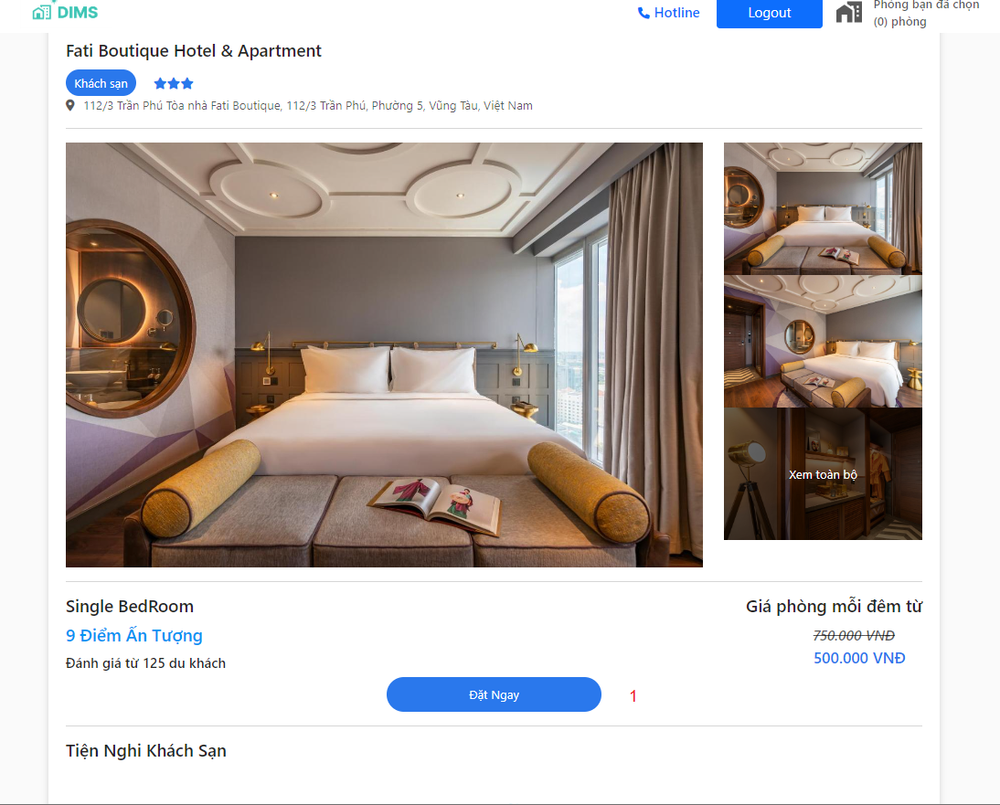 DIMS
Hotline
Logout
Phòng bạn đã chọn
(0) phòng
Fati Boutique Hotel & Apartment
Khách sạn
112/3 Trần Phú Tòa nhà Fati Boutique, 112/3 Trần Phú, Phường 5, Vũng Tàu, Việt Nam
Xem toàn bộ
Single BedRoom
Giá phòng mỗi đêm từ
9 Điểm Ấn Tượng
750.000 VNĐ
500.000 VNĐ
Đánh giá từ 125 du khách
Đặt Ngay
1
Tiện Nghi Khách Sạn